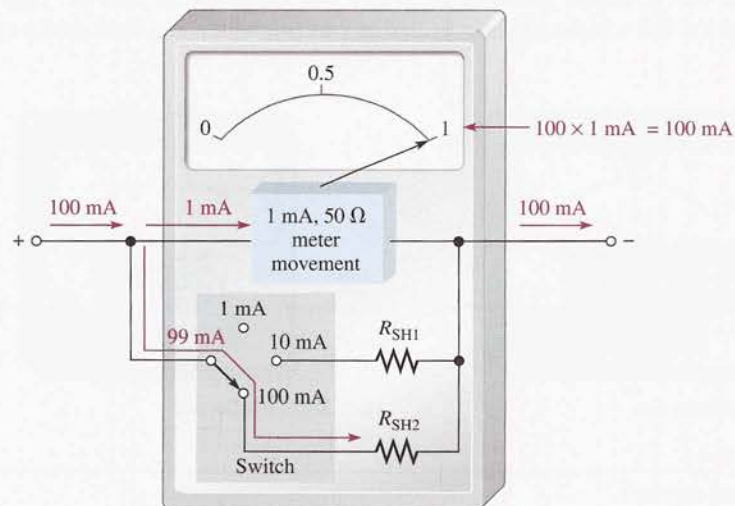 0.5
0
1
100 × 1 mA = 100 mA
100 mA
1 mA
1 mA, 50 Ω
meter
movement
100 mA
+
−
1 mA
99 mA
10 mA
R_SH1
100 mA
R_SH2
Switch